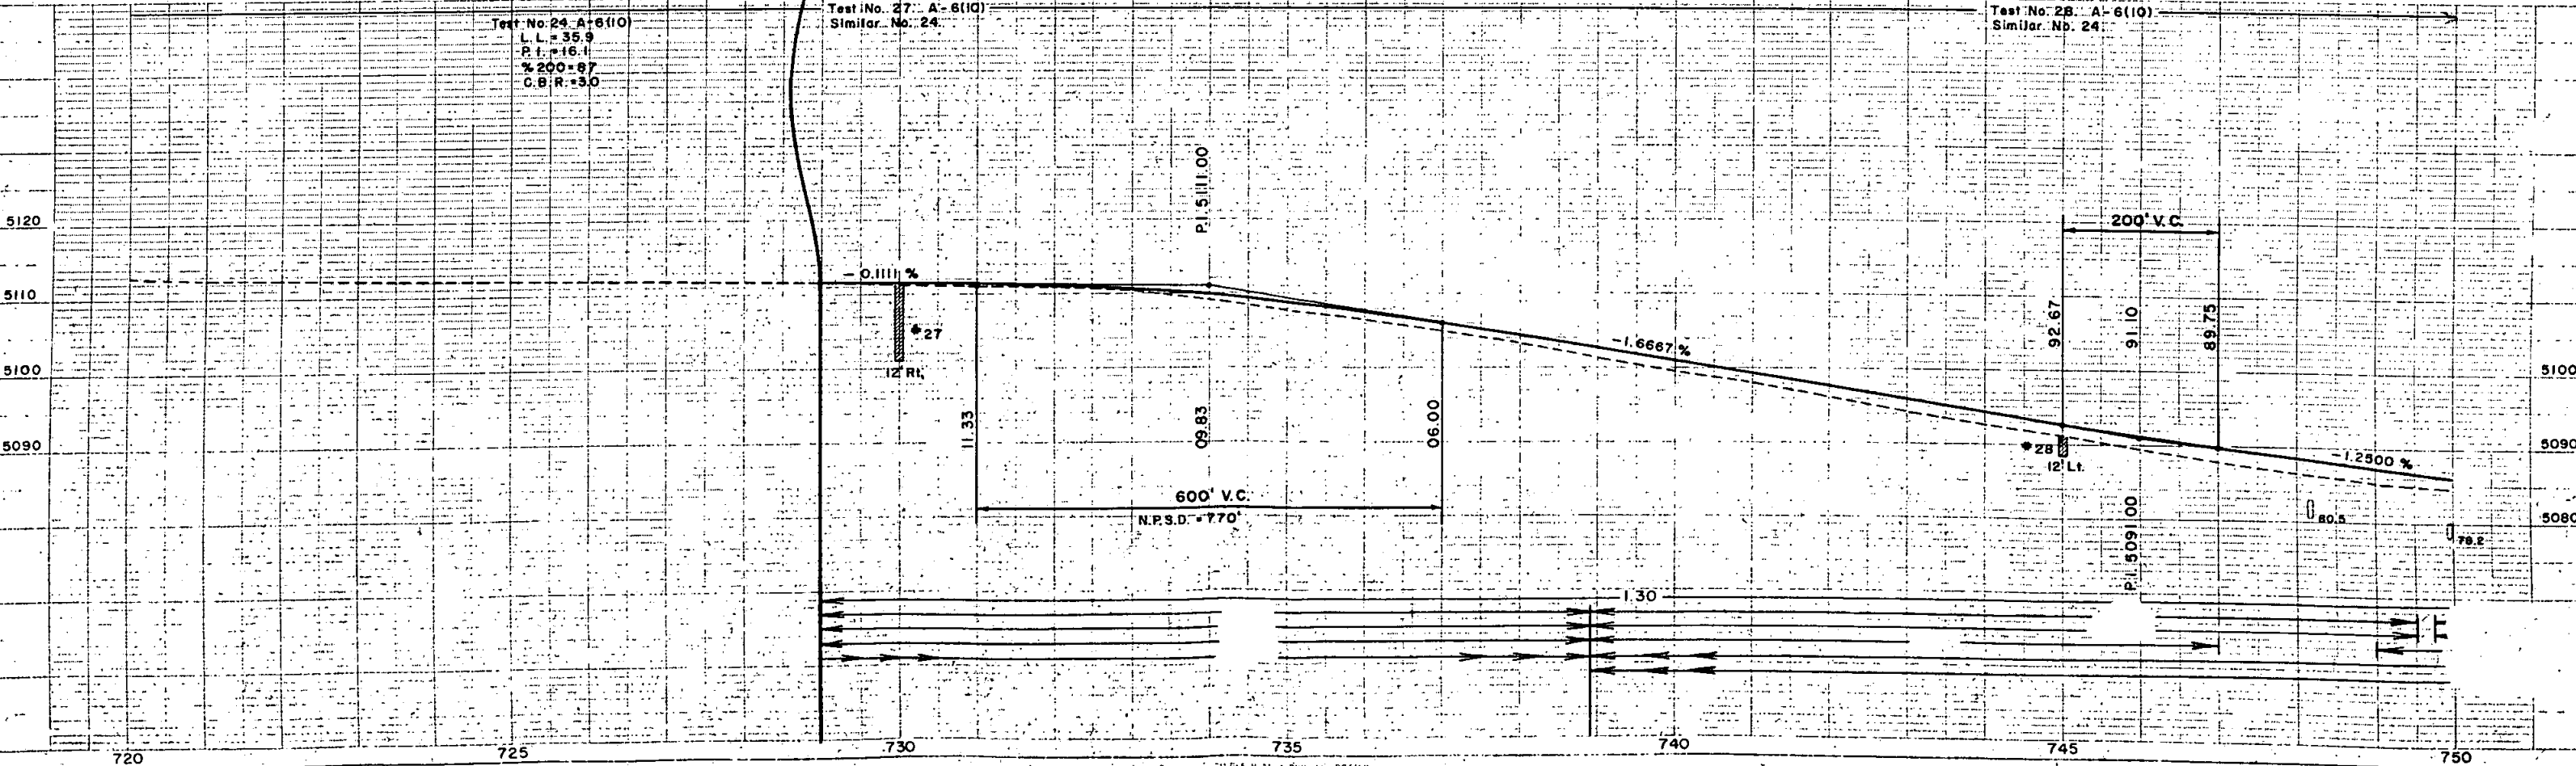 Test No. 24 A-6(10)
L.L. = 35.9
P.I. = 16.1
% 200 = 87
C.B.R. = 3.0
Test No. 27. A-6(10)
Similar No. 24
Test No. 28. A-6(10)
Similar No. 24
5120
5110
5100
5090
- 0.1111 %
#27
12' Rt.
11.33
P.I. 5111.00
09.83
06.00
600' V.C.
N.P.S.D. = 770'
-1.6667 %
200' V.C.
92.67
91.10
89.75
#28
12' Lt.
P.I. 5091.00
-1.2500 %
80.5
78.2
5100
5090
5080
1.30
720
725
730
735
740
745
750